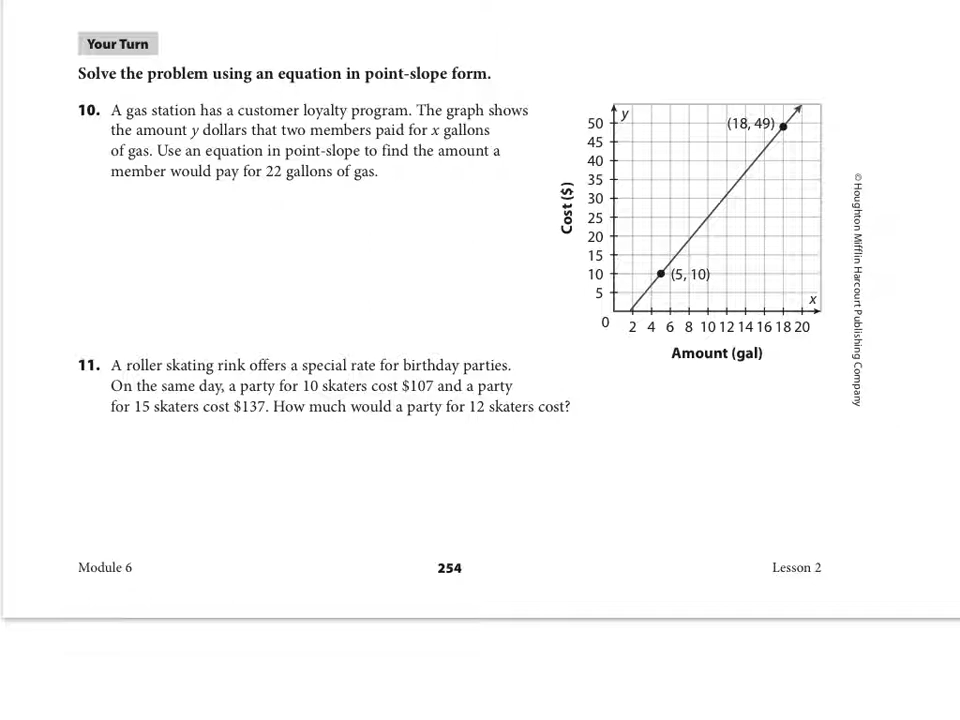 Your Turn
Solve the problem using an equation in point-slope form.
10. A gas station has a customer loyalty program. The graph shows
the amount y dollars that two members paid for x gallons
of gas. Use an equation in point-slope to find the amount a
member would pay for 22 gallons of gas.
Cost ($)
50
45
40
35
30
25
20
15
10
5
0
y
(18, 49)
(5, 10)
x
2 4 6 8 10 12 14 16 18 20
Amount (gal)
11. A roller skating rink offers a special rate for birthday parties.
On the same day, a party for 10 skaters cost $107 and a party
for 15 skaters cost $137. How much would a party for 12 skaters cost?
© Houghton Mifflin Harcourt Publishing Company
Module 6
254
Lesson 2